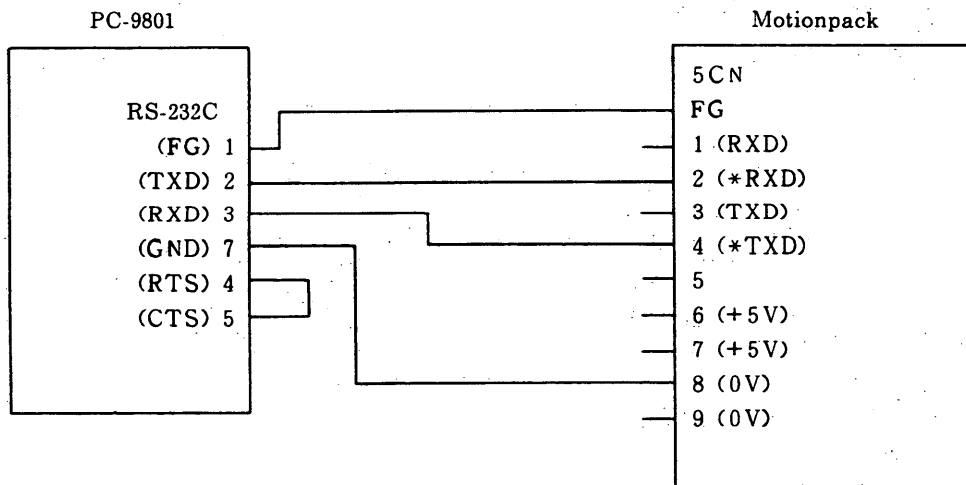 PC-9801
RS-232C
(FG) 1
(TXD) 2
(RXD) 3
(GND) 7
(RTS) 4
(CTS) 5
Motionpack
5CN
FG
1 (RXD)
2 (*RXD)
3 (TXD)
4 (*TXD)
5
6 (+5V)
7 (+5V)
8 (0V)
9 (0V)